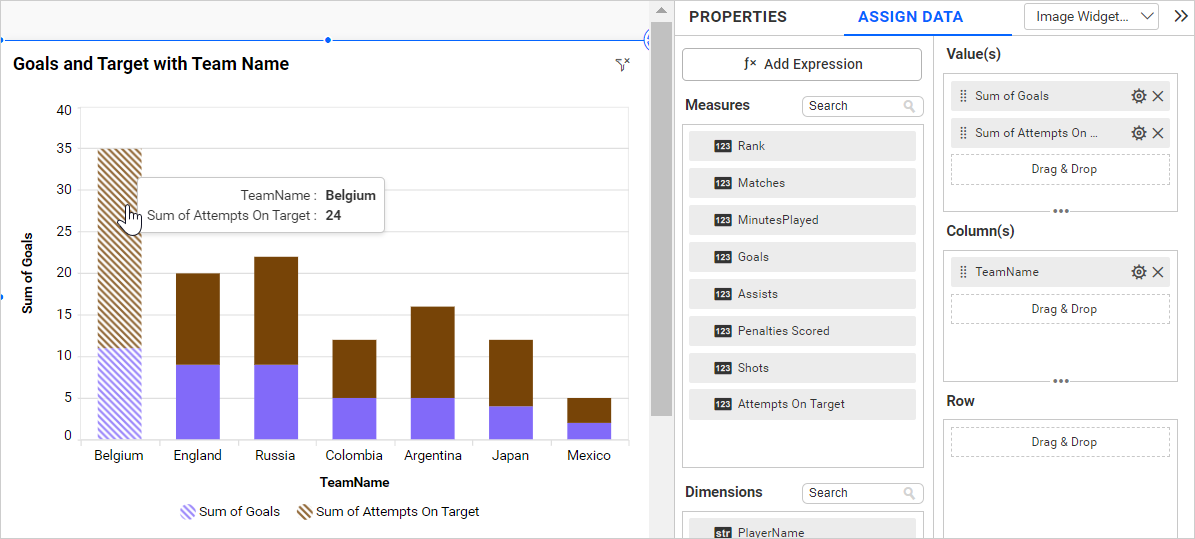 PROPERTIES
ASSIGN DATA
Image Widget...
Goals and Target with Team Name
40
35
30
25
20
15
10
5
0
Sum of Goals
TeamName : Belgium
Sum of Attempts On Target : 24
Belgium England Russia Colombia Argentina Japan Mexico
TeamName
Sum of Goals Sum of Attempts On Target
ƒx Add Expression
Measures
Search
123 Rank
123 Matches
123 MinutesPlayed
123 Goals
123 Assists
123 Penalties Scored
123 Shots
123 Attempts On Target
Dimensions
Search
str PlayerName
Value(s)
Sum of Goals
Sum of Attempts On ...
Drag & Drop
Column(s)
TeamName
Drag & Drop
Row
Drag & Drop